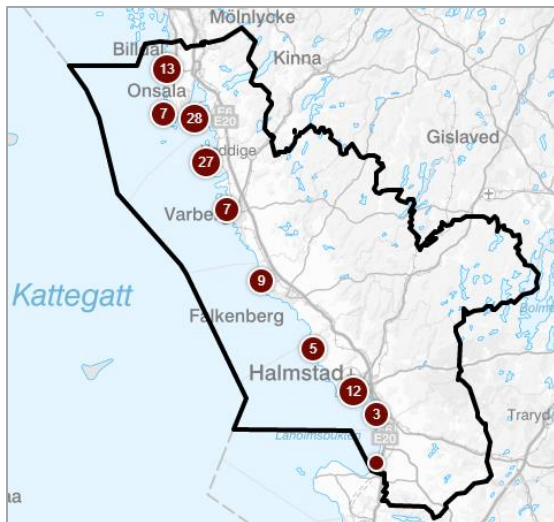 Mölnlycke
Billdal
Kinna
13
Onsala
7
28
E6
E20
Gislaved
27
Varberg
7
9
Kattegatt
Falkenberg
5
Halmstad
12
3
E20
Traryd
Laholmsbukten